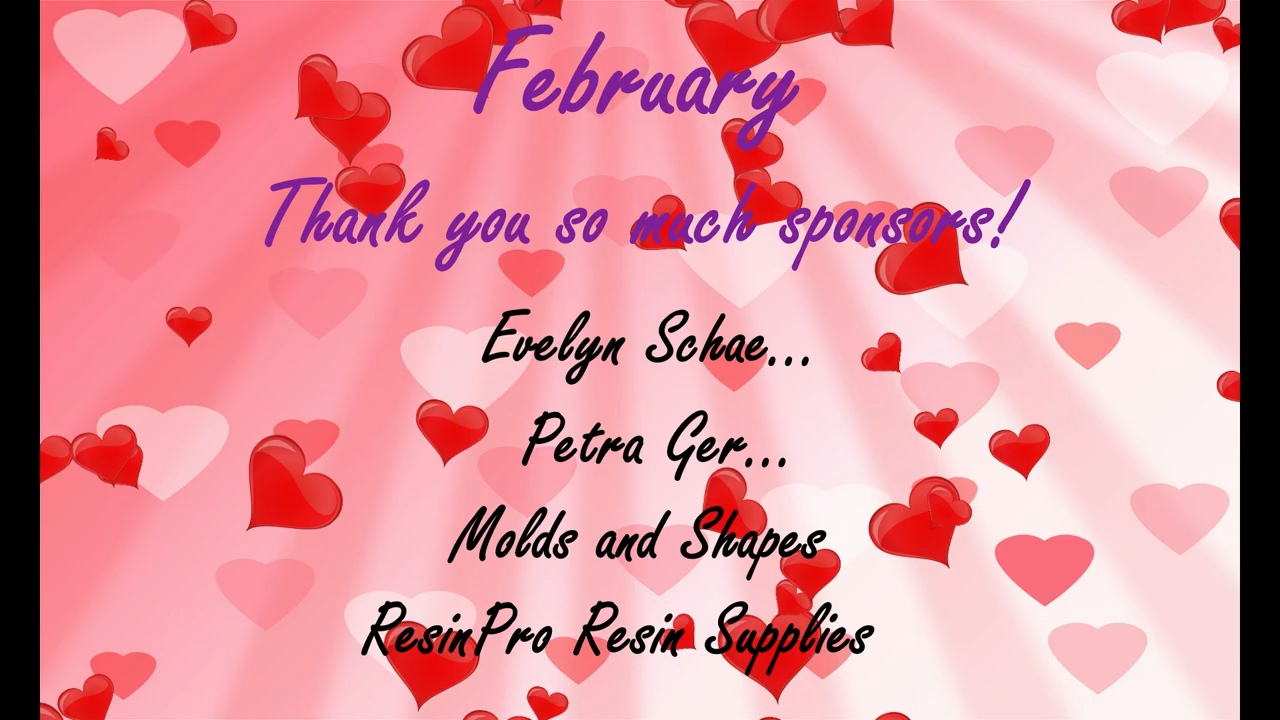 February
Thank you so much sponsors!
Evelyn Schae...
Petra Ger...
Molds and Shapes
ResinPro Resin Supplies